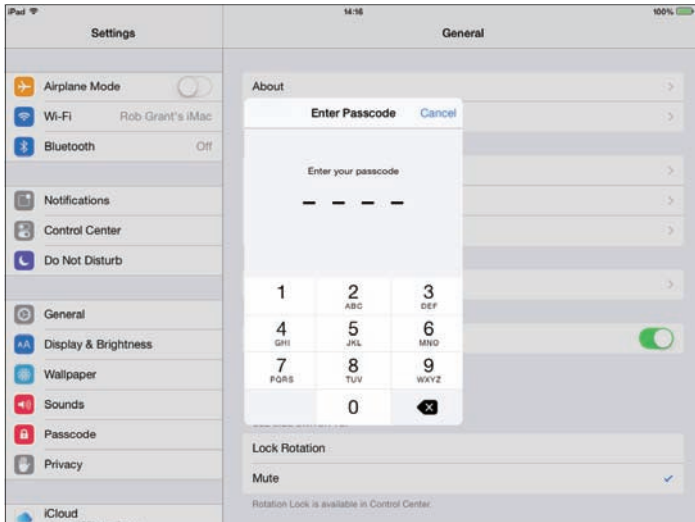 iPad 14:16 100%
Settings General
Airplane Mode
Wi-Fi Rob Grant's iMac
Bluetooth Off
Notifications
Control Center
Do Not Disturb
General
Display & Brightness
Wallpaper
Sounds
Passcode
Privacy
iCloud
About
Enter Passcode Cancel
Enter your passcode
1 2 3
ABC DEF
4 5 6
GHI JKL MNO
7 8 9
PQRS TUV WXYZ
0
Lock Rotation
Mute
Rotation Lock is available in Control Center.